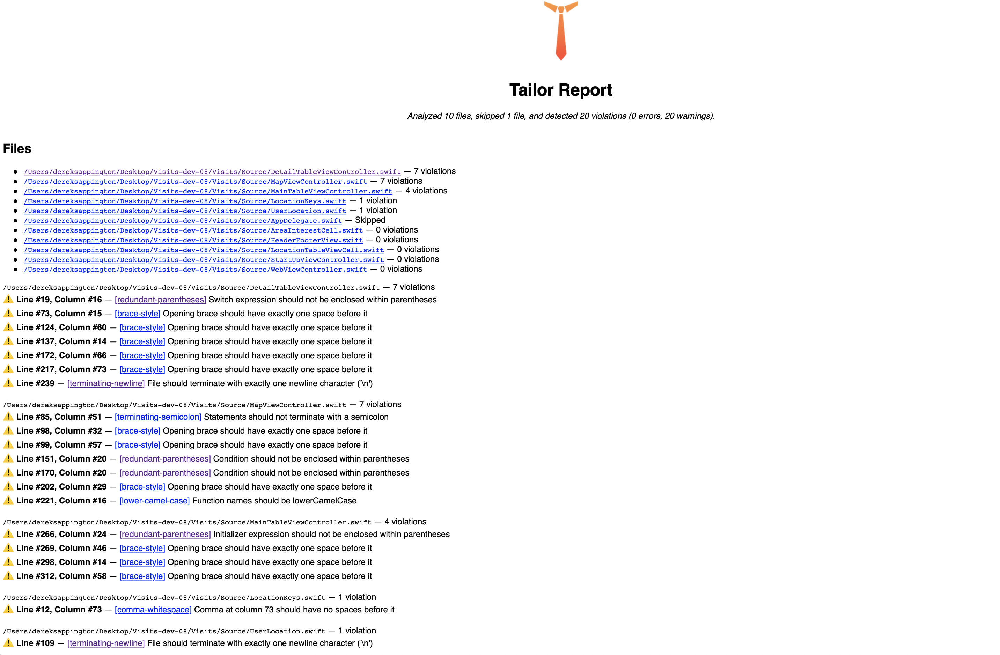 Tailor Report
Analyzed 10 files, skipped 1 file, and detected 20 violations (0 errors, 20 warnings).
Files
/Users/dereksappington/Desktop/Visits-dev-08/Visits/Source/DetailTableViewController.swift — 7 violations
/Users/dereksappington/Desktop/Visits-dev-08/Visits/Source/MapViewController.swift — 7 violations
/Users/dereksappington/Desktop/Visits-dev-08/Visits/Source/MainTableViewController.swift — 4 violations
/Users/dereksappington/Desktop/Visits-dev-08/Visits/Source/LocationKeys.swift — 1 violation
/Users/dereksappington/Desktop/Visits-dev-08/Visits/Source/UserLocation.swift — 1 violation
/Users/dereksappington/Desktop/Visits-dev-08/Visits/Source/AppDelegate.swift — Skipped
/Users/dereksappington/Desktop/Visits-dev-08/Visits/Source/AreaInterestCell.swift — 0 violations
/Users/dereksappington/Desktop/Visits-dev-08/Visits/Source/HeaderFooterView.swift — 0 violations
/Users/dereksappington/Desktop/Visits-dev-08/Visits/Source/LocationTableViewCell.swift — 0 violations
/Users/dereksappington/Desktop/Visits-dev-08/Visits/Source/StartUpViewController.swift — 0 violations
/Users/dereksappington/Desktop/Visits-dev-08/Visits/Source/WebViewController.swift — 0 violations
/Users/dereksappington/Desktop/Visits-dev-08/Visits/Source/DetailTableViewController.swift — 7 violations
Line #19, Column #16 — [redundant-parentheses] Switch expression should not be enclosed within parentheses
Line #73, Column #15 — [brace-style] Opening brace should have exactly one space before it
Line #124, Column #60 — [brace-style] Opening brace should have exactly one space before it
Line #137, Column #14 — [brace-style] Opening brace should have exactly one space before it
Line #172, Column #66 — [brace-style] Opening brace should have exactly one space before it
Line #217, Column #73 — [brace-style] Opening brace should have exactly one space before it
Line #239 — [terminating-newline] File should terminate with exactly one newline character ('\n')
/Users/dereksappington/Desktop/Visits-dev-08/Visits/Source/MapViewController.swift — 7 violations
Line #85, Column #51 — [terminating-semicolon] Statements should not terminate with a semicolon
Line #98, Column #32 — [brace-style] Opening brace should have exactly one space before it
Line #99, Column #57 — [brace-style] Opening brace should have exactly one space before it
Line #151, Column #20 — [redundant-parentheses] Condition should not be enclosed within parentheses
Line #170, Column #20 — [redundant-parentheses] Condition should not be enclosed within parentheses
Line #202, Column #29 — [brace-style] Opening brace should have exactly one space before it
Line #221, Column #16 — [lower-camel-case] Function names should be lowerCamelCase
/Users/dereksappington/Desktop/Visits-dev-08/Visits/Source/MainTableViewController.swift — 4 violations
Line #266, Column #24 — [redundant-parentheses] Initializer expression should not be enclosed within parentheses
Line #269, Column #46 — [brace-style] Opening brace should have exactly one space before it
Line #298, Column #14 — [brace-style] Opening brace should have exactly one space before it
Line #312, Column #58 — [brace-style] Opening brace should have exactly one space before it
/Users/dereksappington/Desktop/Visits-dev-08/Visits/Source/LocationKeys.swift — 1 violation
Line #12, Column #73 — [comma-whitespace] Comma at column 73 should have no spaces before it
/Users/dereksappington/Desktop/Visits-dev-08/Visits/Source/UserLocation.swift — 1 violation
Line #109 — [terminating-newline] File should terminate with exactly one newline character ('\n')